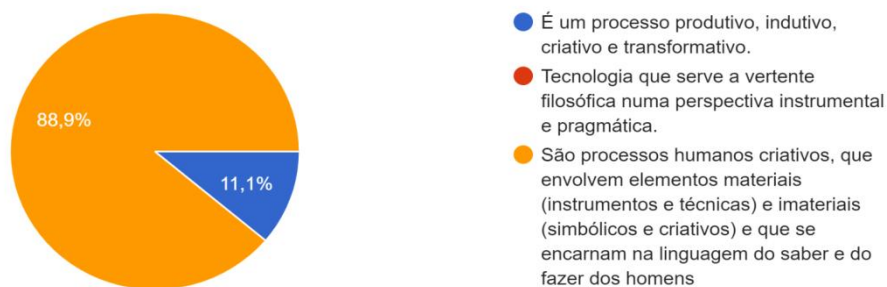 88,9%
11,1%
É um processo produtivo, indutivo,
criativo e transformativo.
Tecnologia que serve a vertente
filosófica numa perspectiva instrumental
e pragmática.
São processos humanos criativos, que
envolvem elementos materiais
(instrumentos e técnicas) e imateriais
(simbólicos e criativos) e que se
encarnam na linguagem do saber e do
fazer dos homens